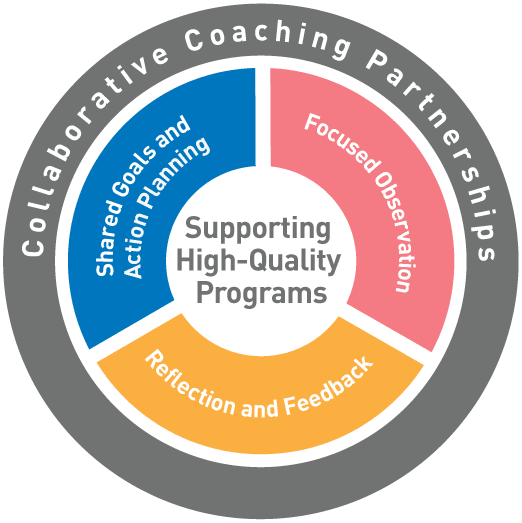 Collaborative Coaching Partnerships
Shared Goals and
Action Planning
Focused Observation
Supporting
High-Quality
Programs
Reflection and Feedback